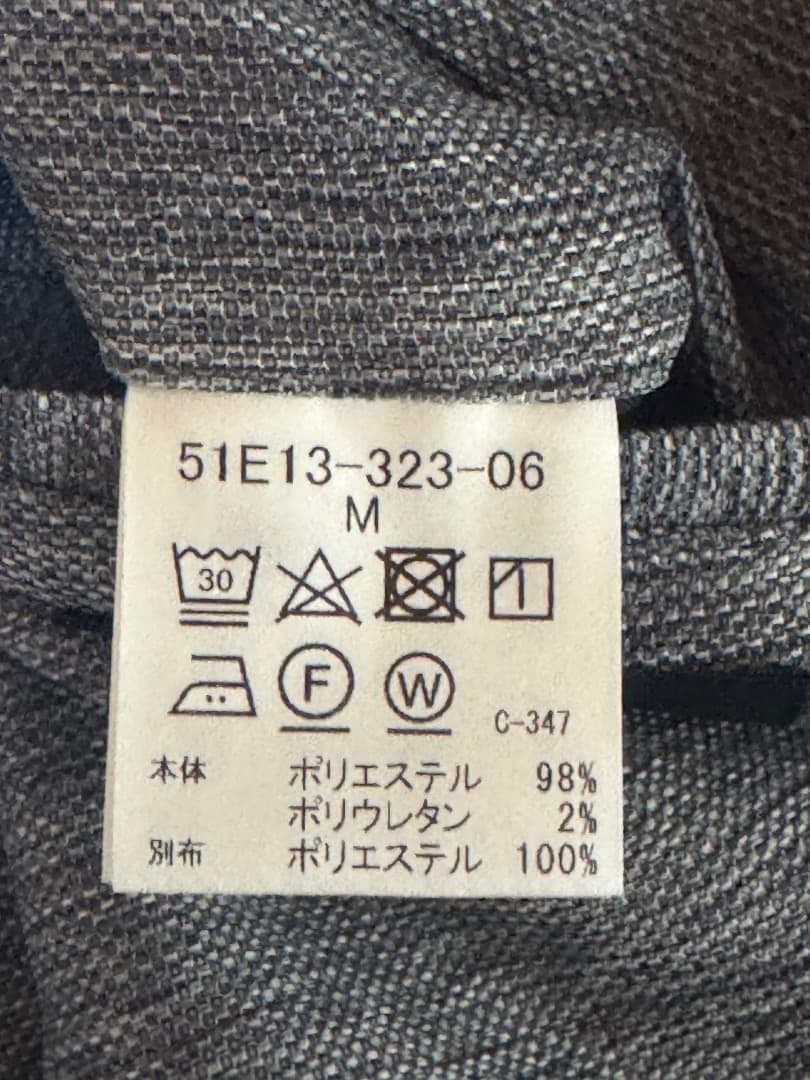 51E13-323-06
M
30
F W C-347
本体 ポリエステル 98%
ポリウレタン 2%
別布 ポリエステル 100%